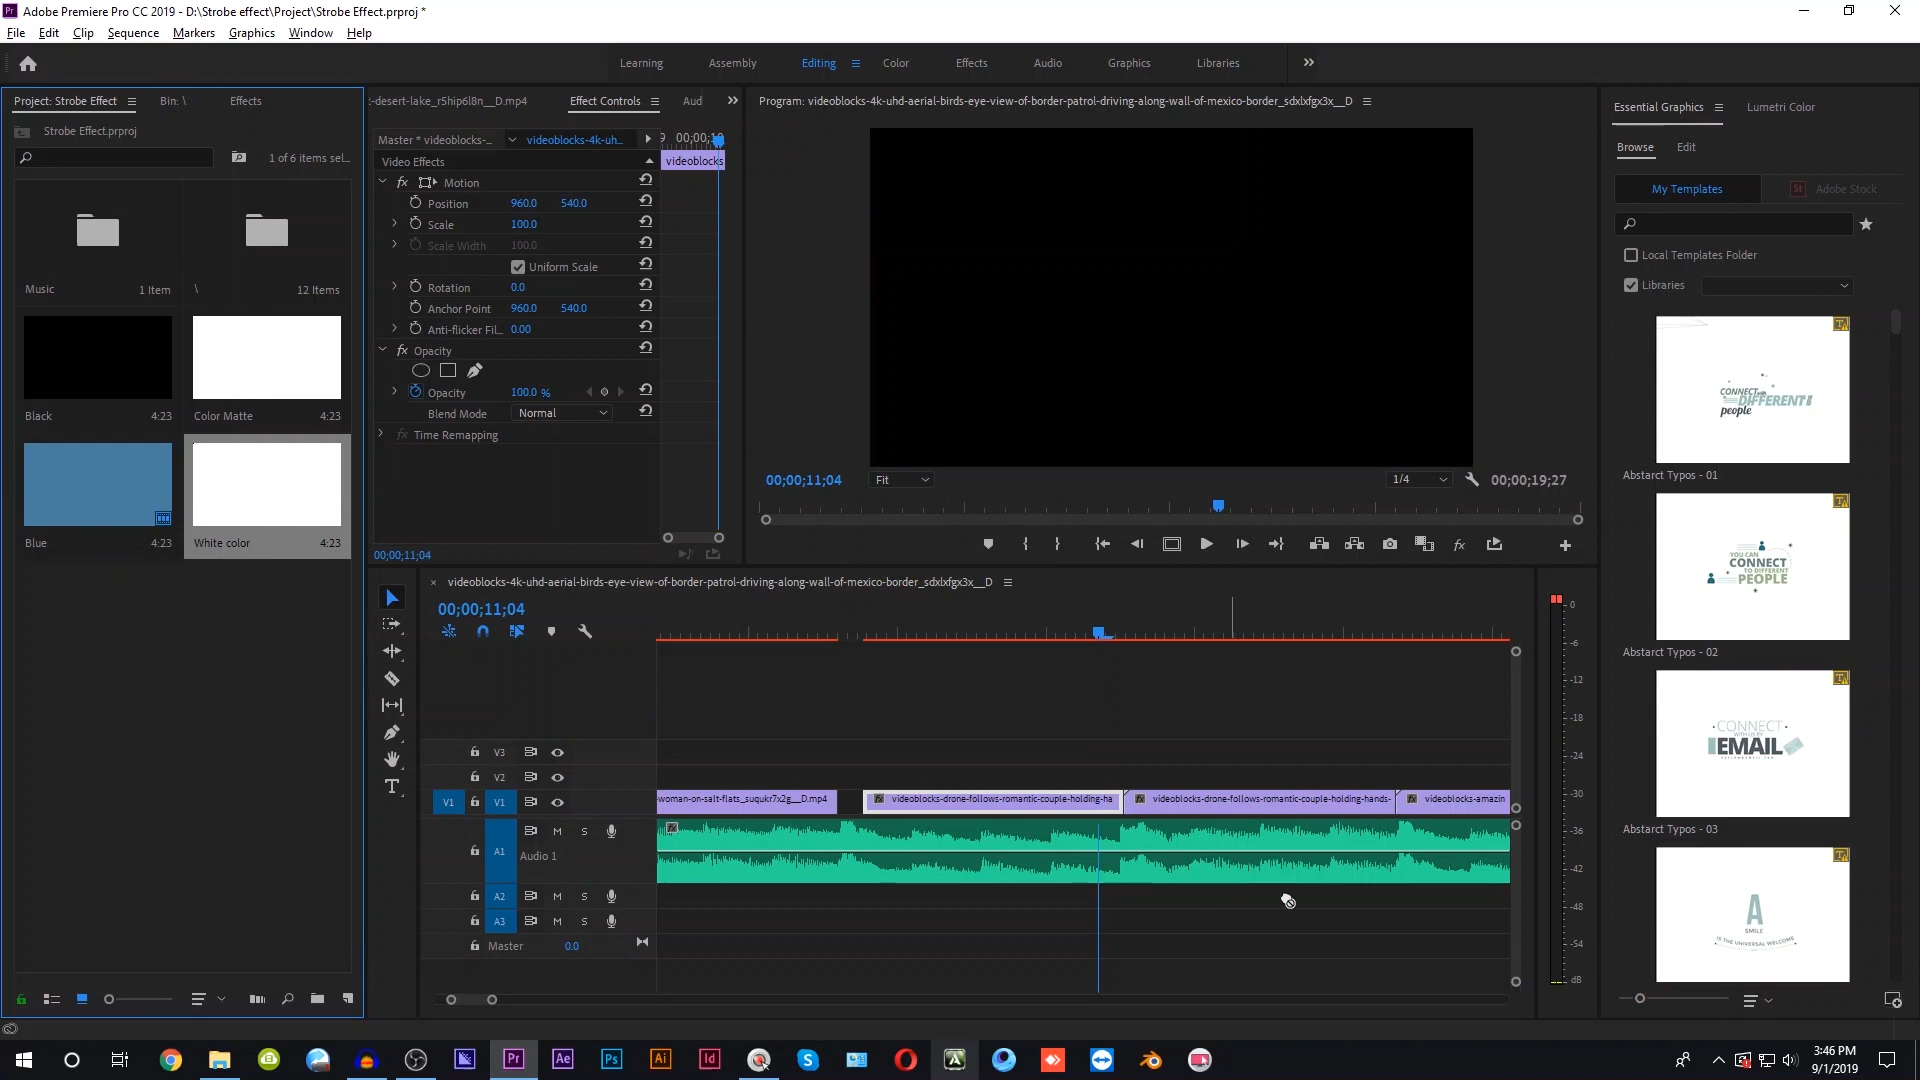 Adobe Premiere Pro CC 2019 - D:\Strobe effect\Project\Strobe Effect.prproj *
File Edit Clip Sequence Markers Graphics Window Help
Learning Assembly Editing Color Effects Audio Graphics Libraries
Project: Strobe Effect Bin: \ Effects
Strobe Effect.prproj
1 of 6 items sel...
Music 1 Item
\ 12 Items
Black 4:23
Color Matte 4:23
Blue 4:23
White color 4:23
-desert-lake_r5hip6l8n__D.mp4 Effect Controls Aud
Master * videoblocks-... videoblocks-4k-uh...
Video Effects videoblocks
fx Motion
Position 960.0 540.0
Scale 100.0
Scale Width 100.0
Uniform Scale
Rotation 0.0
Anchor Point 960.0 540.0
Anti-flicker Fil... 0.00
fx Opacity
Opacity 100.0 %
Blend Mode Normal
fx Time Remapping
00;00;11;04
Program: videoblocks-4k-uhd-aerial-birds-eye-view-of-border-patrol-driving-along-wall-of-mexico-border_sdxlxfgx3x__D
00;00;11;04 Fit 1/4 00;00;19;27
videoblocks-4k-uhd-aerial-birds-eye-view-of-border-patrol-driving-along-wall-of-mexico-border_sdxlxfgx3x__D
00;00;11;04
V3
V2
V1 V1
-woman-on-salt-flats_suqukr7x2g__D.mp4 videoblocks-drone-follows-romantic-couple-holding-ha videoblocks-drone-follows-romantic-couple-holding-hands- videoblocks-amazin
M S
A1 Audio 1
A2 M S
A3 M S
Master 0.0
0
-6
-12
-18
-24
-30
-36
-42
-48
-54
dB
Essential Graphics Lumetri Color
Browse Edit
My Templates St Adobe Stock
Local Templates Folder
Libraries
CONNECT
DIFFERENT
people
Abstarct Typos - 01
YOU CAN
CONNECT
TO DIFFERENT
PEOPLE
Abstarct Typos - 02
CONNECT
WITH US BY
EMAIL
Abstarct Typos - 03
A
SMILE
IS THE UNIVERSAL WELCOME
Pr Ae Ps Ai Id
3:46 PM
9/1/2019